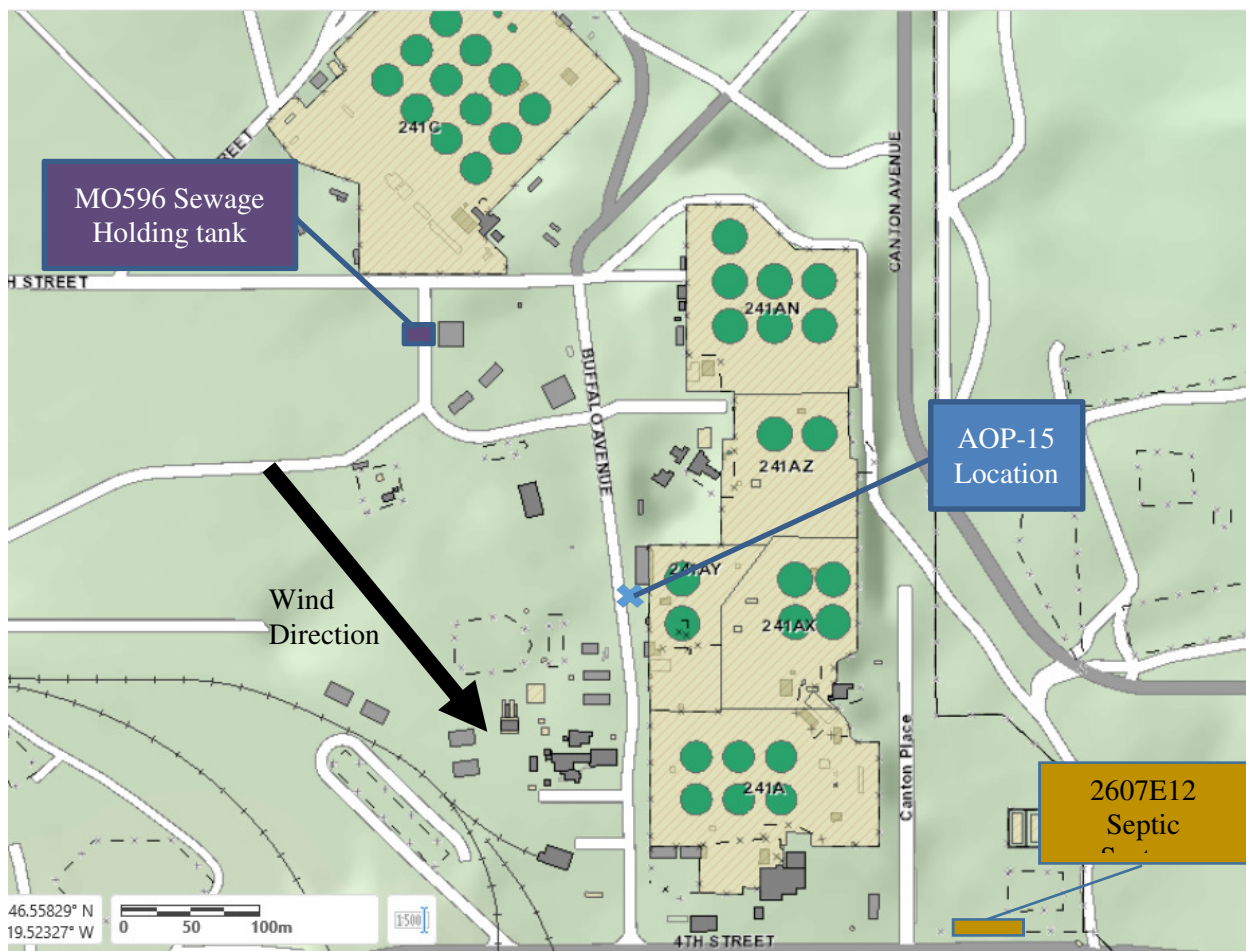 241C
REET
MO596 Sewage
Holding tank
H STREET
CANTON AVENUE
241AN
BUFFALO AVENUE
241AZ
AOP-15
Location
Wind
Direction
241AY
241AX
Canton Place
241A
2607E12
Septic
46.55829° N
19.52327° W
0 50 100m
1:500
4TH STREET